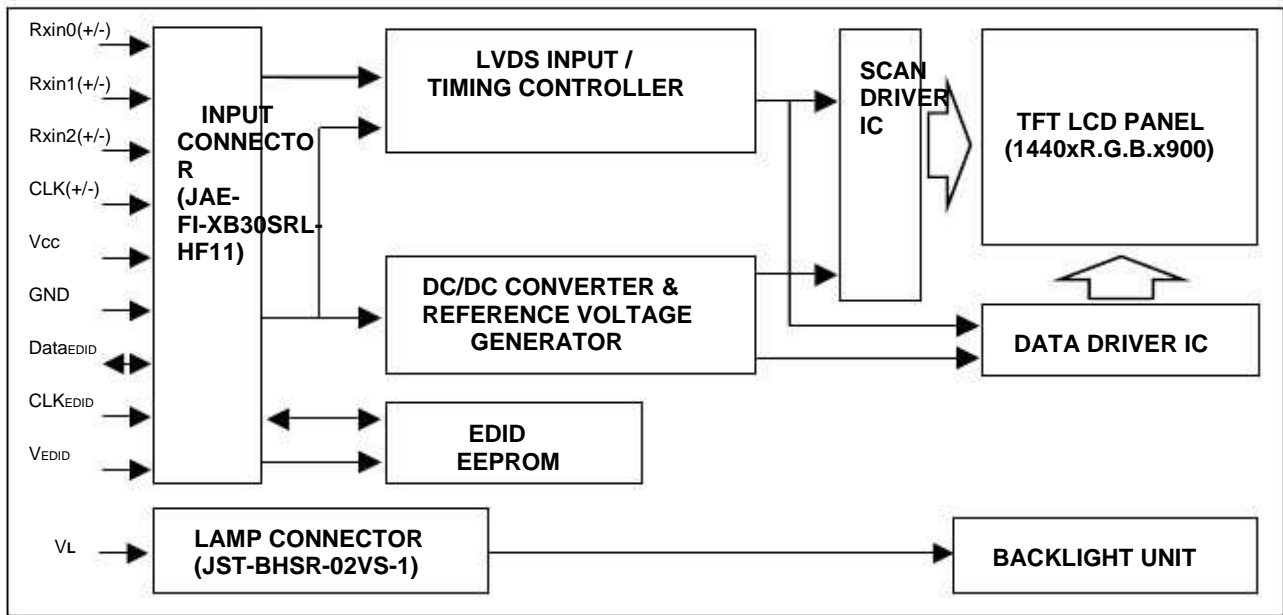 Rxin0(+/-)
Rxin1(+/-)
Rxin2(+/-)
CLK(+/-)
Vcc
GND
DataEDID
CLKEDID
VEDID
VL
INPUT
CONNECTO
R
(JAE-
FI-XB30SRL-
HF11)
LVDS INPUT /
TIMING CONTROLLER
DC/DC CONVERTER &
REFERENCE VOLTAGE
GENERATOR
EDID
EEPROM
LAMP CONNECTOR
(JST-BHSR-02VS-1)
SCAN
DRIVER
IC
TFT LCD PANEL
(1440xR.G.B.x900)
DATA DRIVER IC
BACKLIGHT UNIT